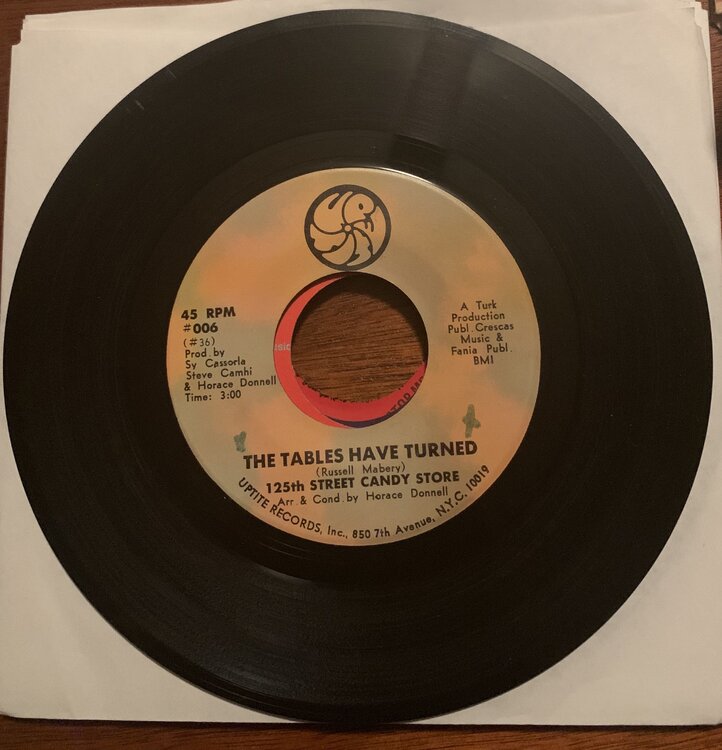 45 RPM
#006
(#36)
Prod by
Sy Cassorla
Steve Camhi
& Horace Donnell
Time: 3:00
A Turk
Production
Publ. Crescas
Music &
Fania Publ.
BMI
THE TABLES HAVE TURNED
(Russell Mabery)
125th STREET CANDY STORE
Arr. & Cond. by Horace Donnell
UPTITE RECORDS, Inc., 850 7th Avenue, N.Y.C. 10019